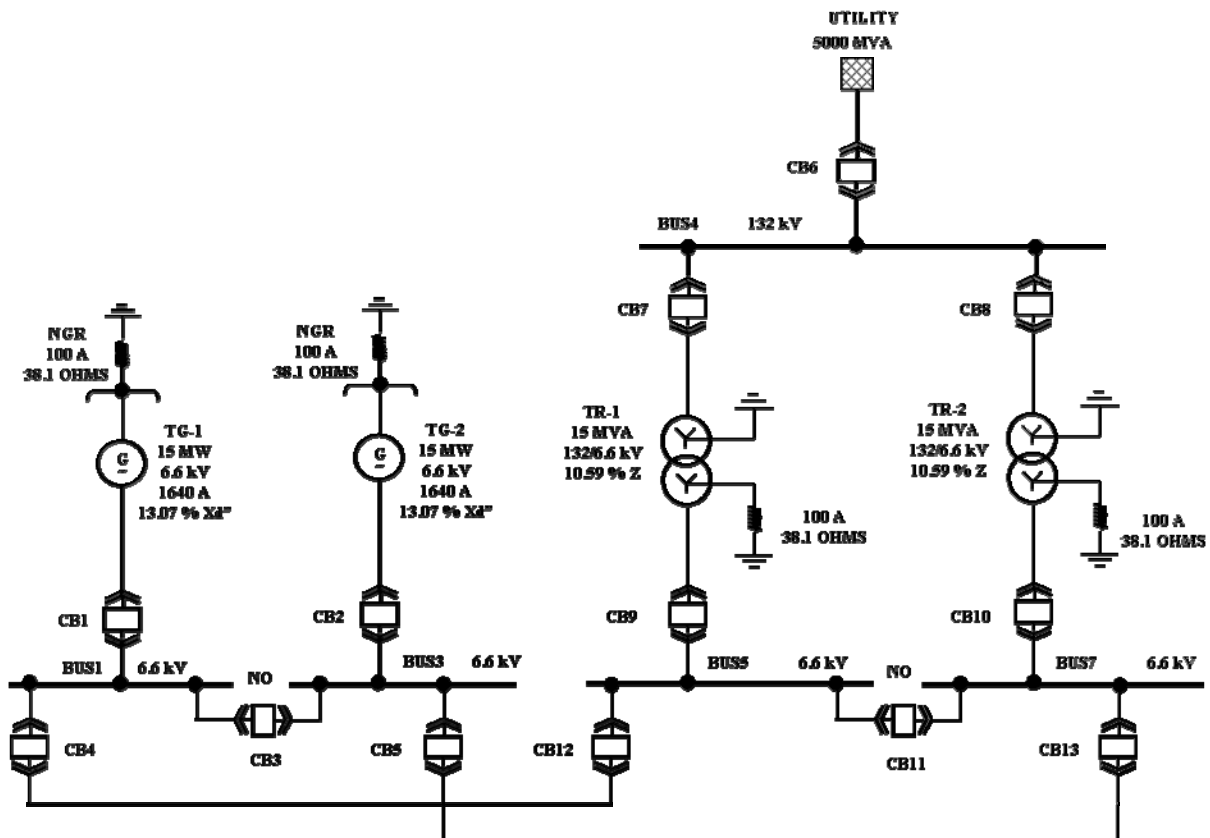 UTILITY
5000 MVA
CB6
BUS4 132 kV
CB7
CB8
NGR
100 A
38.1 OHMS
NGR
100 A
38.1 OHMS
TG-1
15 MW
6.6 kV
1640 A
13.07 % Xd"
G
TG-2
15 MW
6.6 kV
1640 A
13.07 % Xd"
G
TR-1
15 MVA
132/6.6 kV
10.59 % Z
Y
Y
100 A
38.1 OHMS
TR-2
15 MVA
132/6.6 kV
10.59 % Z
Y
Y
100 A
38.1 OHMS
CB1
CB2
CB9
CB10
BUS1 6.6 kV
NO
BUS3 6.6 kV
BUS5 6.6 kV
NO
BUS7 6.6 kV
CB4
CB3
CB5
CB12
CB11
CB13